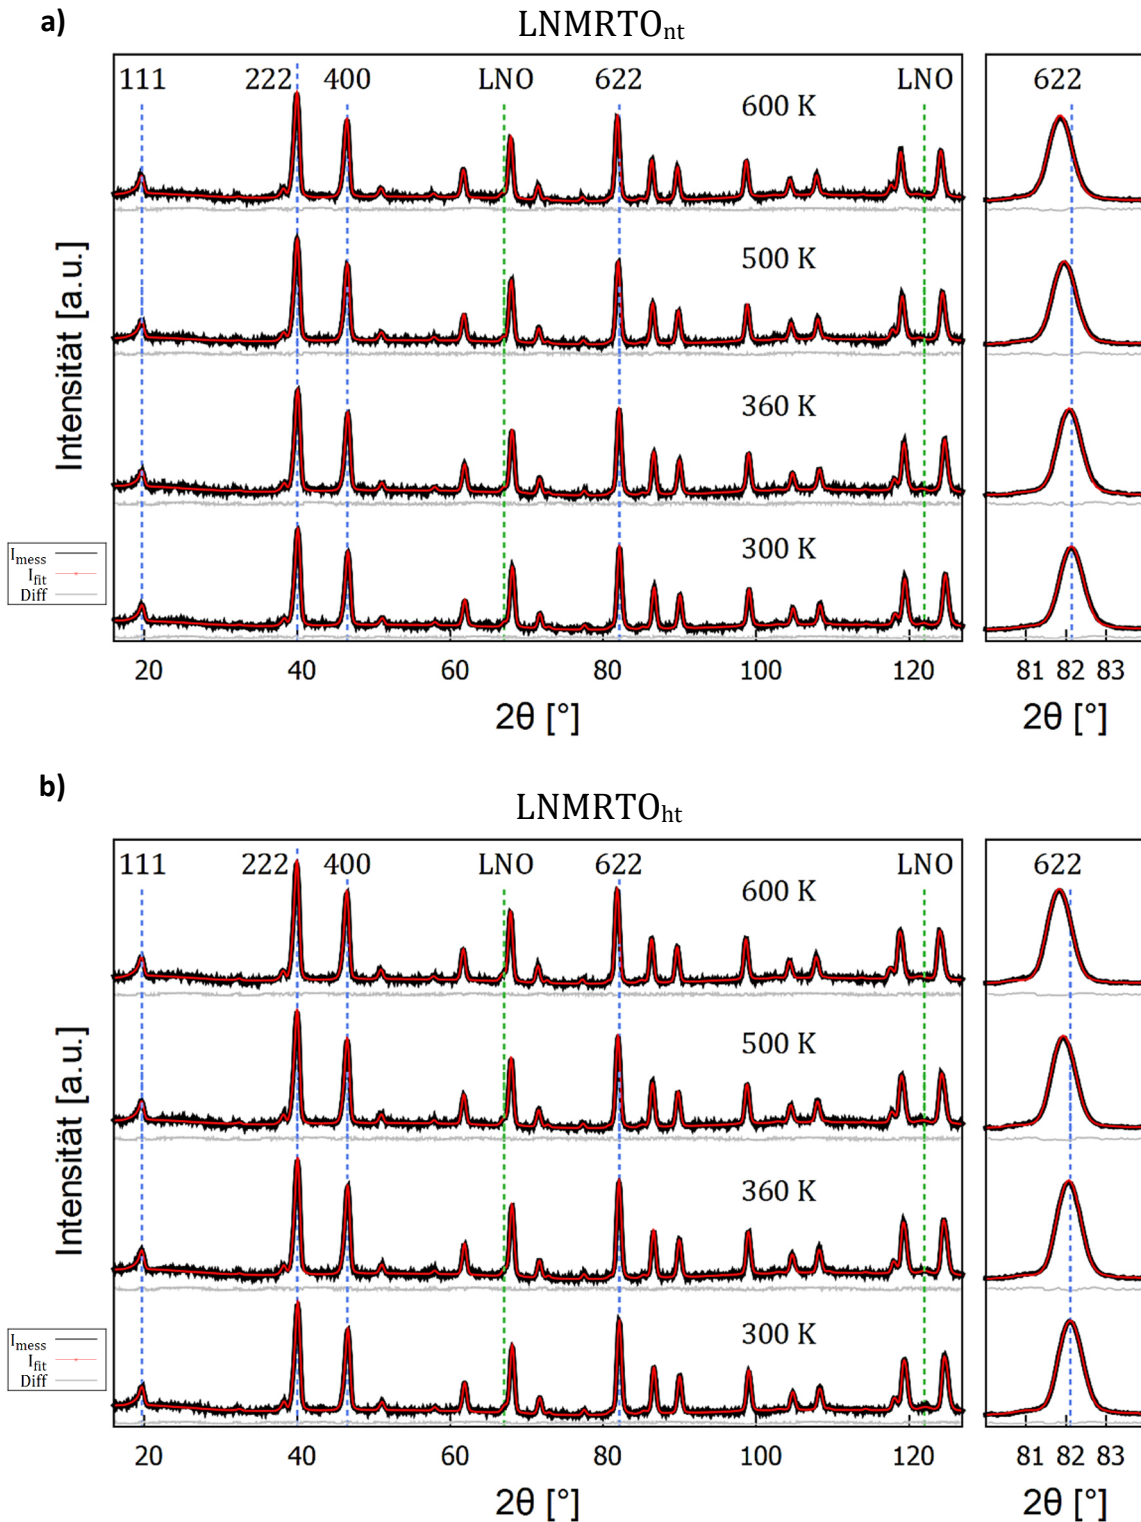 a)
LNMRTOnt
111 222 400 LNO 622 LNO 622
600 K
500 K
360 K
300 K
Intensität [a.u.]
Imess
Ifit
Diff
20 40 60 80 100 120 81 82 83
2θ [°] 2θ [°]
b)
LNMRTOht
111 222 400 LNO 622 LNO 622
600 K
500 K
360 K
300 K
Intensität [a.u.]
Imess
Ifit
Diff
20 40 60 80 100 120 81 82 83
2θ [°] 2θ [°]